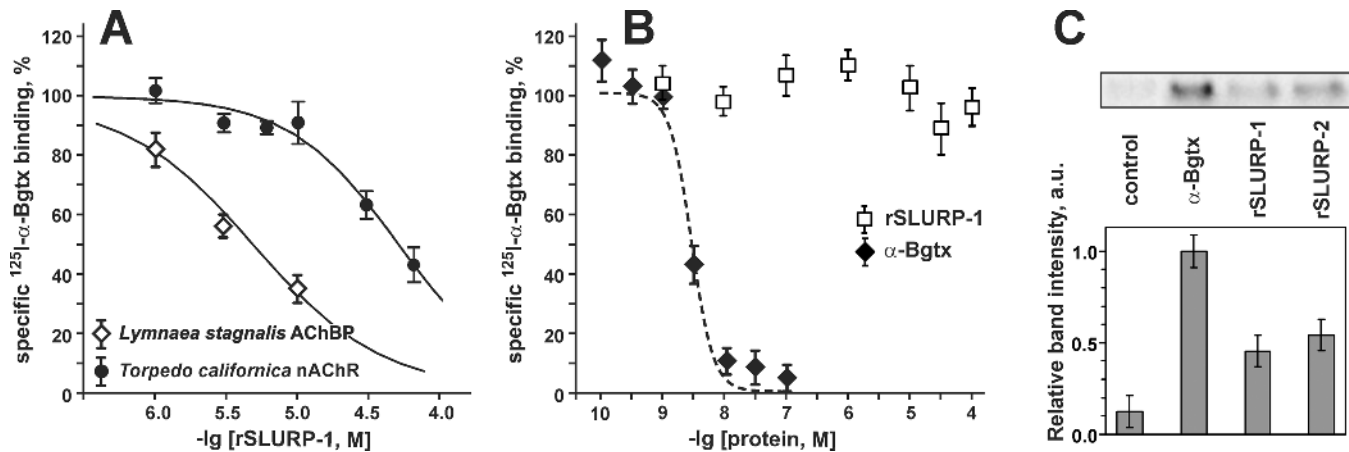 A
specific ¹²⁵I-α-Bgtx binding, %
120
100
80
60
40
20
0
Lymnaea stagnalis AChBP
Torpedo californica nAChR
6.0 5.5 5.0 4.5 4.0
-lg [rSLURP-1, M]
B
specific ¹²⁵I-α-Bgtx binding, %
120
100
80
60
40
20
0
rSLURP-1
α-Bgtx
10 9 8 7 6 5 4
-lg [protein, M]
C
control
α-Bgtx
rSLURP-1
rSLURP-2
Relative band intensity, a.u.
1.0
0.5
0.0